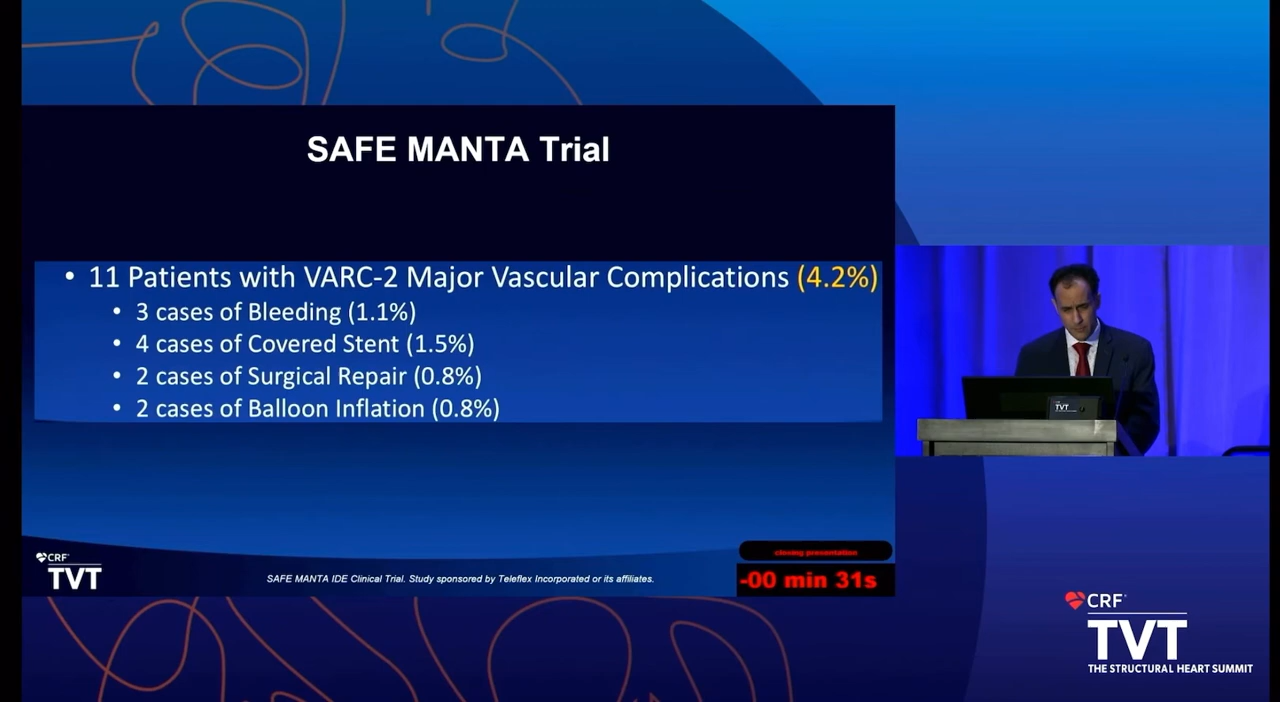 SAFE MANTA Trial
• 11 Patients with VARC-2 Major Vascular Complications (4.2%)
• 3 cases of Bleeding (1.1%)
• 4 cases of Covered Stent (1.5%)
• 2 cases of Surgical Repair (0.8%)
• 2 cases of Balloon Inflation (0.8%)
CRF
TVT
SAFE MANTA IDE Clinical Trial. Study sponsored by Teleflex Incorporated or its affiliates.
closing presentation
-00 min 31s
TVT
CRF
TVT
THE STRUCTURAL HEART SUMMIT